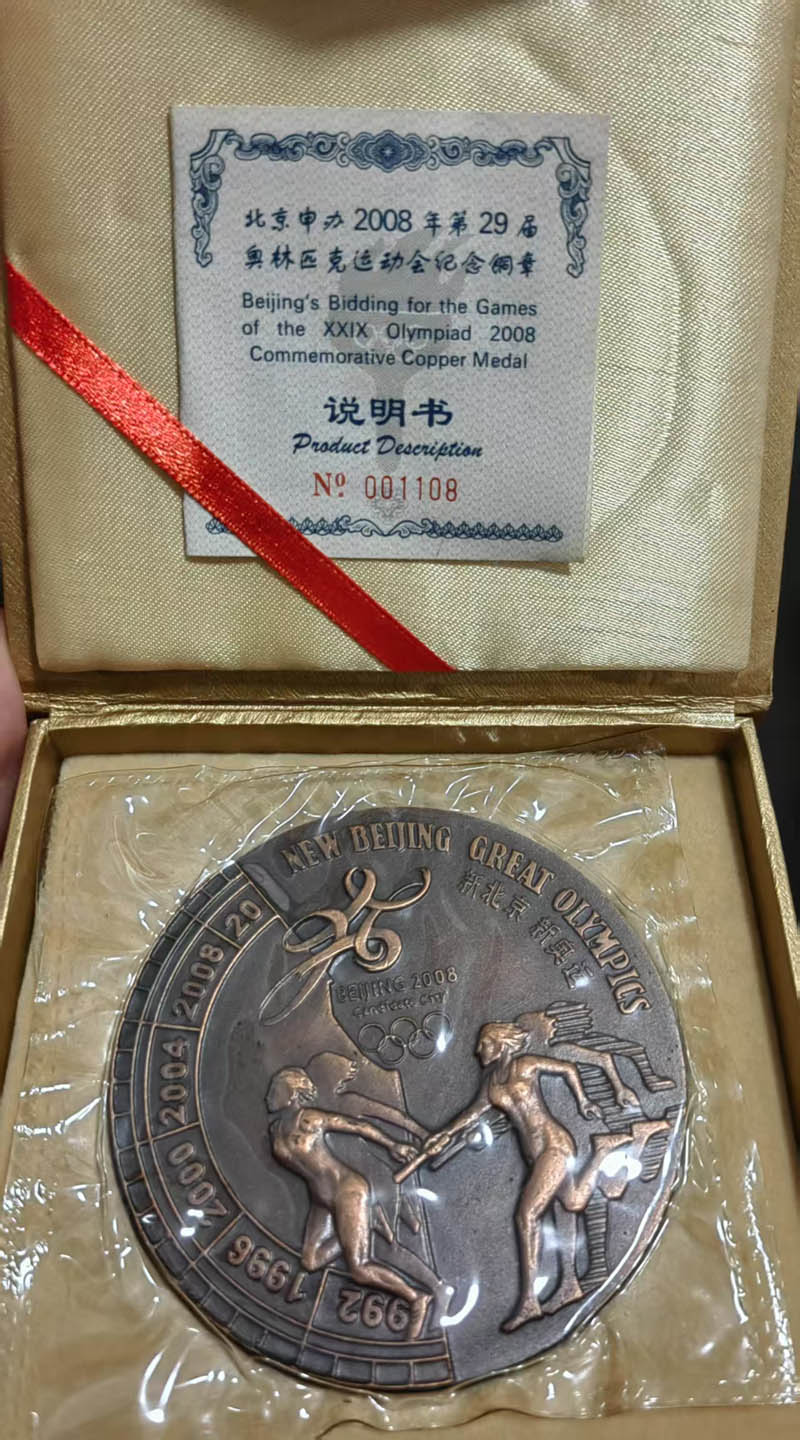 北京申办2008年第29届
奥林匹克运动会纪念铜章
Beijing's Bidding for the Games
of the XXIX Olympiad 2008
Commemorative Copper Medal
说明书
Product Description
Nº 001108
NEW BEIJING GREAT OLYMPICS
新北京 新奥运
BEIJING 2008
Candidate City
20
2008
2004
2000
1996
992